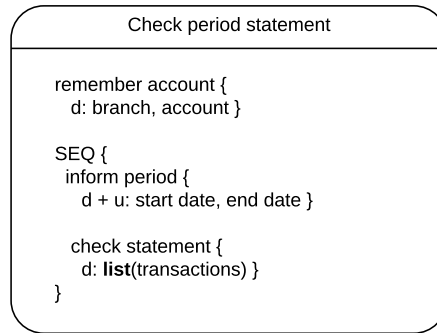 Check period statement
remember account {
d: branch, account }
SEQ {
inform period {
d + u: start date, end date }
check statement {
d: list(transactions) }
}